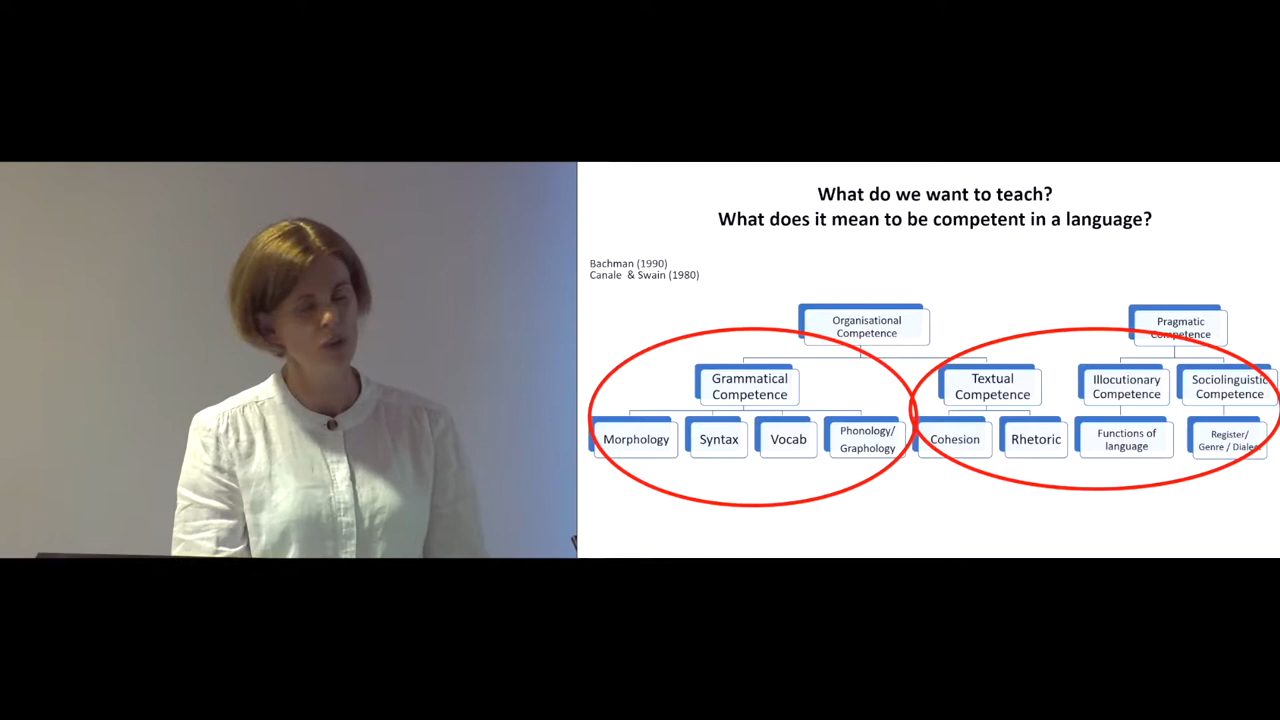 What do we want to teach?
What does it mean to be competent in a language?
Bachman (1990)
Canale & Swain (1980)
Organisational
Competence
Pragmatic
Competence
Grammatical
Competence
Textual
Competence
Illocutionary
Competence
Sociolinguistic
Competence
Morphology
Syntax
Vocab
Phonology/
Graphology
Cohesion
Rhetoric
Functions of
language
Register/
Genre / Dialect